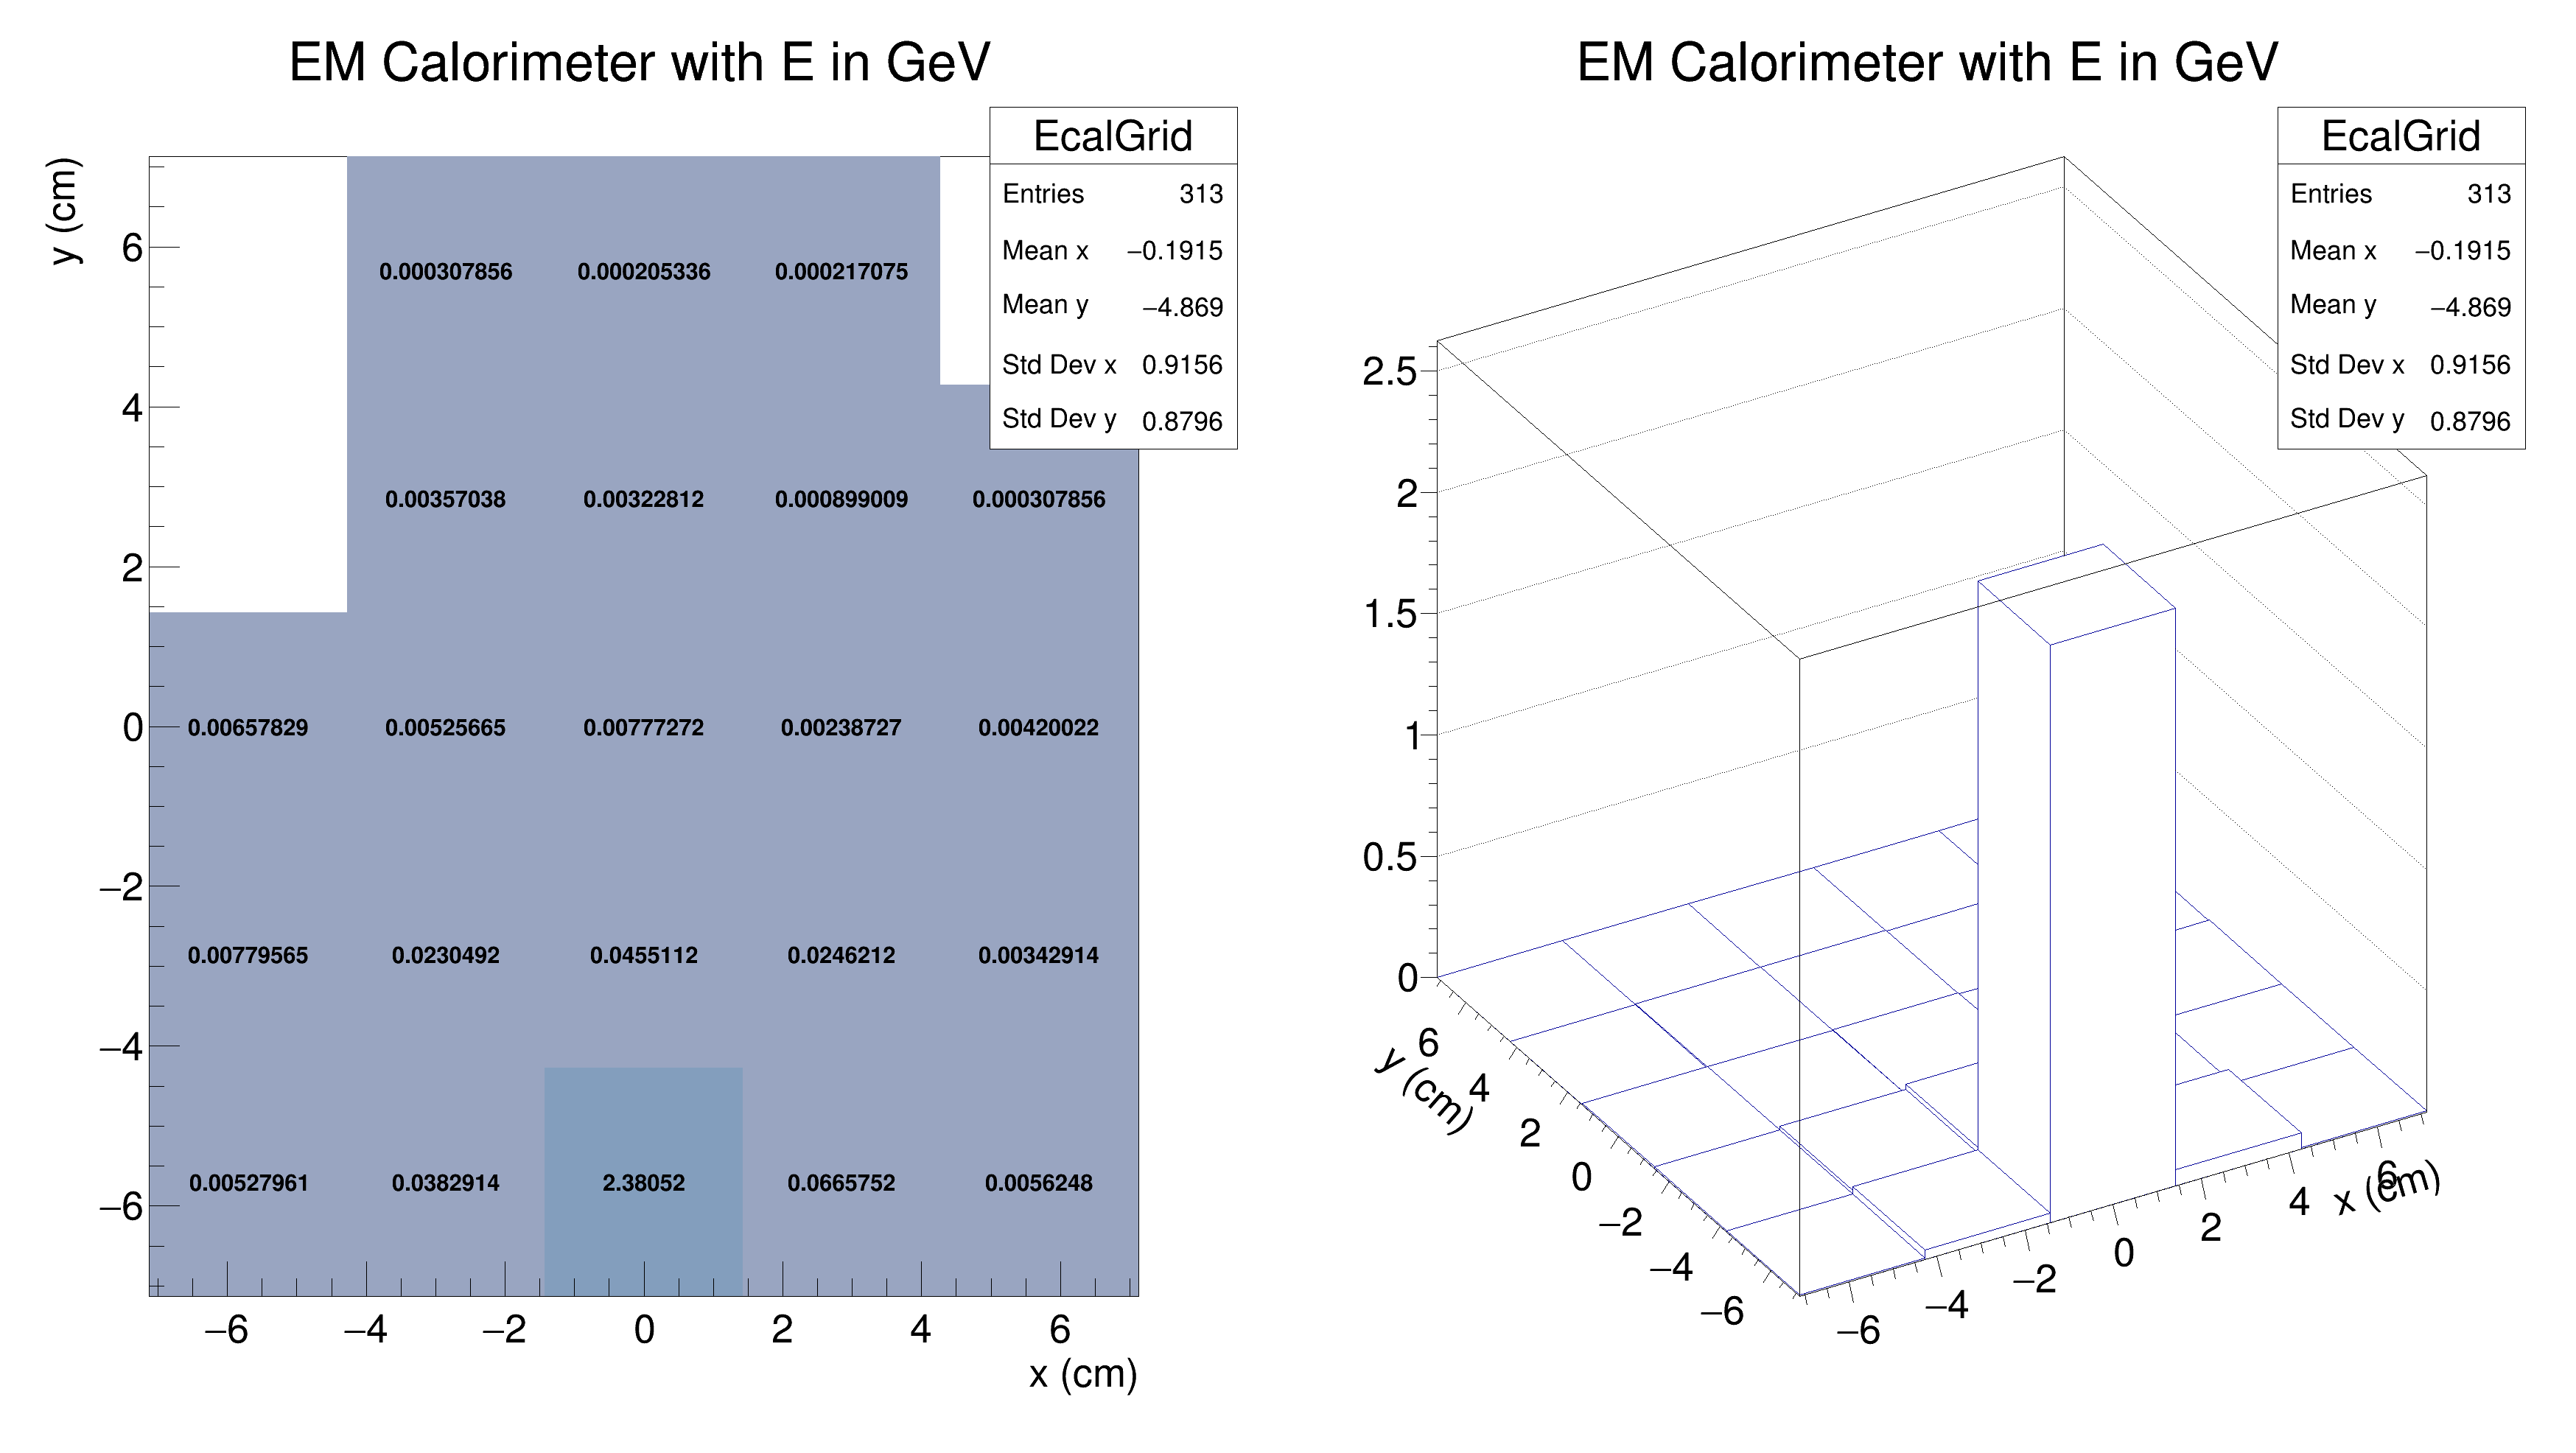 EM Calorimeter with E in GeV
EcalGrid
Entries 313
Mean x −0.1915
Mean y −4.869
Std Dev x 0.9156
Std Dev y 0.8796
y (cm)
6
4
2
0
−2
−4
−6
0.000307856 0.000205336 0.000217075
0.00357038 0.00322812 0.000899009 0.000307856
0.00657829 0.00525665 0.00777272 0.00238727 0.00420022
0.00779565 0.0230492 0.0455112 0.0246212 0.00342914
0.00527961 0.0382914 2.38052 0.0665752 0.0056248
−6 −4 −2 0 2 4 6
x (cm)
EM Calorimeter with E in GeV
EcalGrid
Entries 313
Mean x −0.1915
Mean y −4.869
Std Dev x 0.9156
Std Dev y 0.8796
2.5
2
1.5
1
0.5
0
6
4
2
0
−2
−4
−6
y (cm)
−6
−4
−2
0
2
4
6
x (cm)